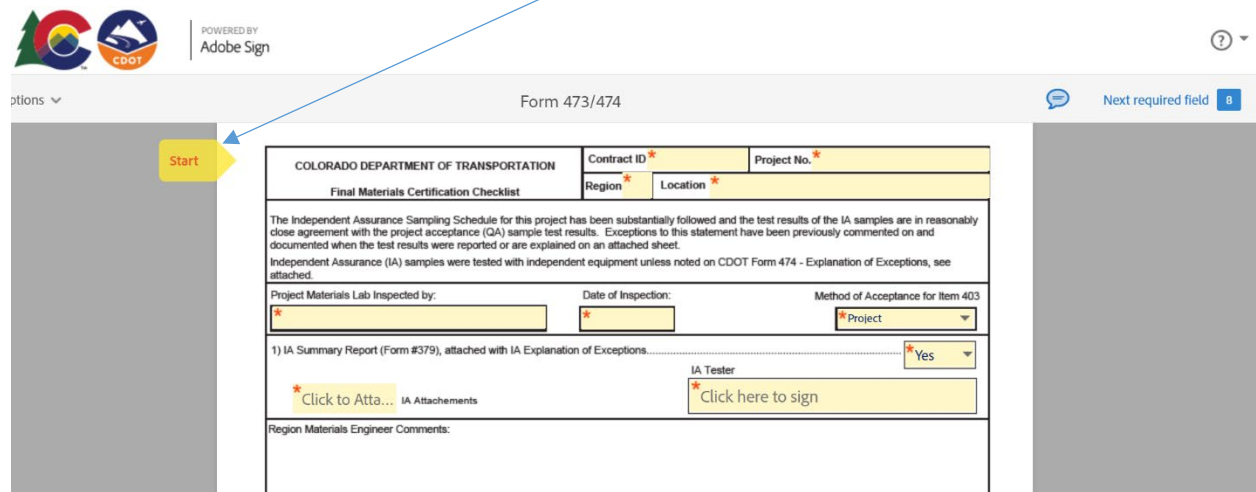 CDOT
POWERED BY
Adobe Sign
ptions
Form 473/474
Next required field 8
Start
COLORADO DEPARTMENT OF TRANSPORTATION
Final Materials Certification Checklist
Contract ID*
Project No.*
Region*
Location *
The Independent Assurance Sampling Schedule for this project has been substantially followed and the test results of the IA samples are in reasonably
close agreement with the project acceptance (QA) sample test results. Exceptions to this statement have been previously commented on and
documented when the test results were reported or are explained on an attached sheet.
Independent Assurance (IA) samples were tested with independent equipment unless noted on CDOT Form 474 - Explanation of Exceptions, see
attached.
Project Materials Lab Inspected by:
*
Date of Inspection:
*
Method of Acceptance for Item 403
*Project
1) IA Summary Report (Form #379), attached with IA Explanation of Exceptions................................................................ *Yes
IA Tester
*Click to Atta... IA Attachements
*Click here to sign
Region Materials Engineer Comments: